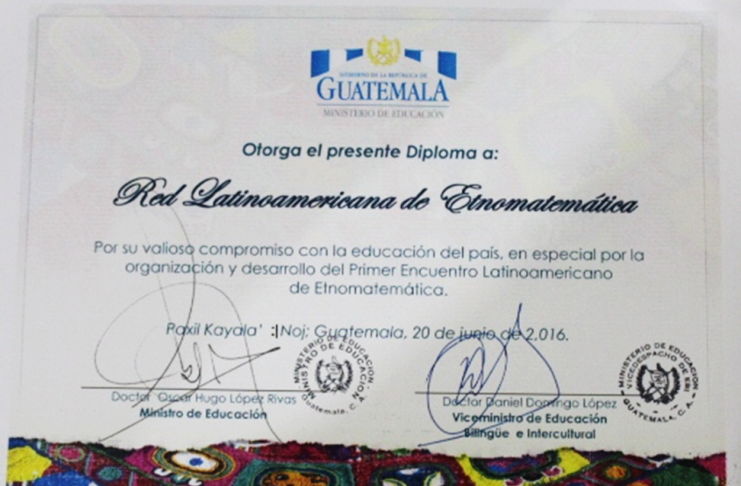 GOBIERNO DE LA REPÚBLICA DE
GUATEMALA
MINISTERIO DE EDUCACIÓN
Otorga el presente Diploma a:
Red Latinoamericana de Etnomatemática
Por su valioso compromiso con la educación del país, en especial por la
organización y desarrollo del Primer Encuentro Latinoamericano
de Etnomatemática.
Paxil Kayala' :|Noj; Guatemala, 20 de junio de 2,016.
MINISTERIO DE EDUCACIÓN
MINISTRO DE EDUCACIÓN
Guatemala, C. A.
MINISTERIO DE EDUCACIÓN
VICEDESPACHO DE EBI
GUATEMALA, C.A.
Doctor Oscar Hugo López Rivas
Ministro de Educación
Doctor Daniel Domingo López
Viceministro de Educación
Bilingüe e Intercultural